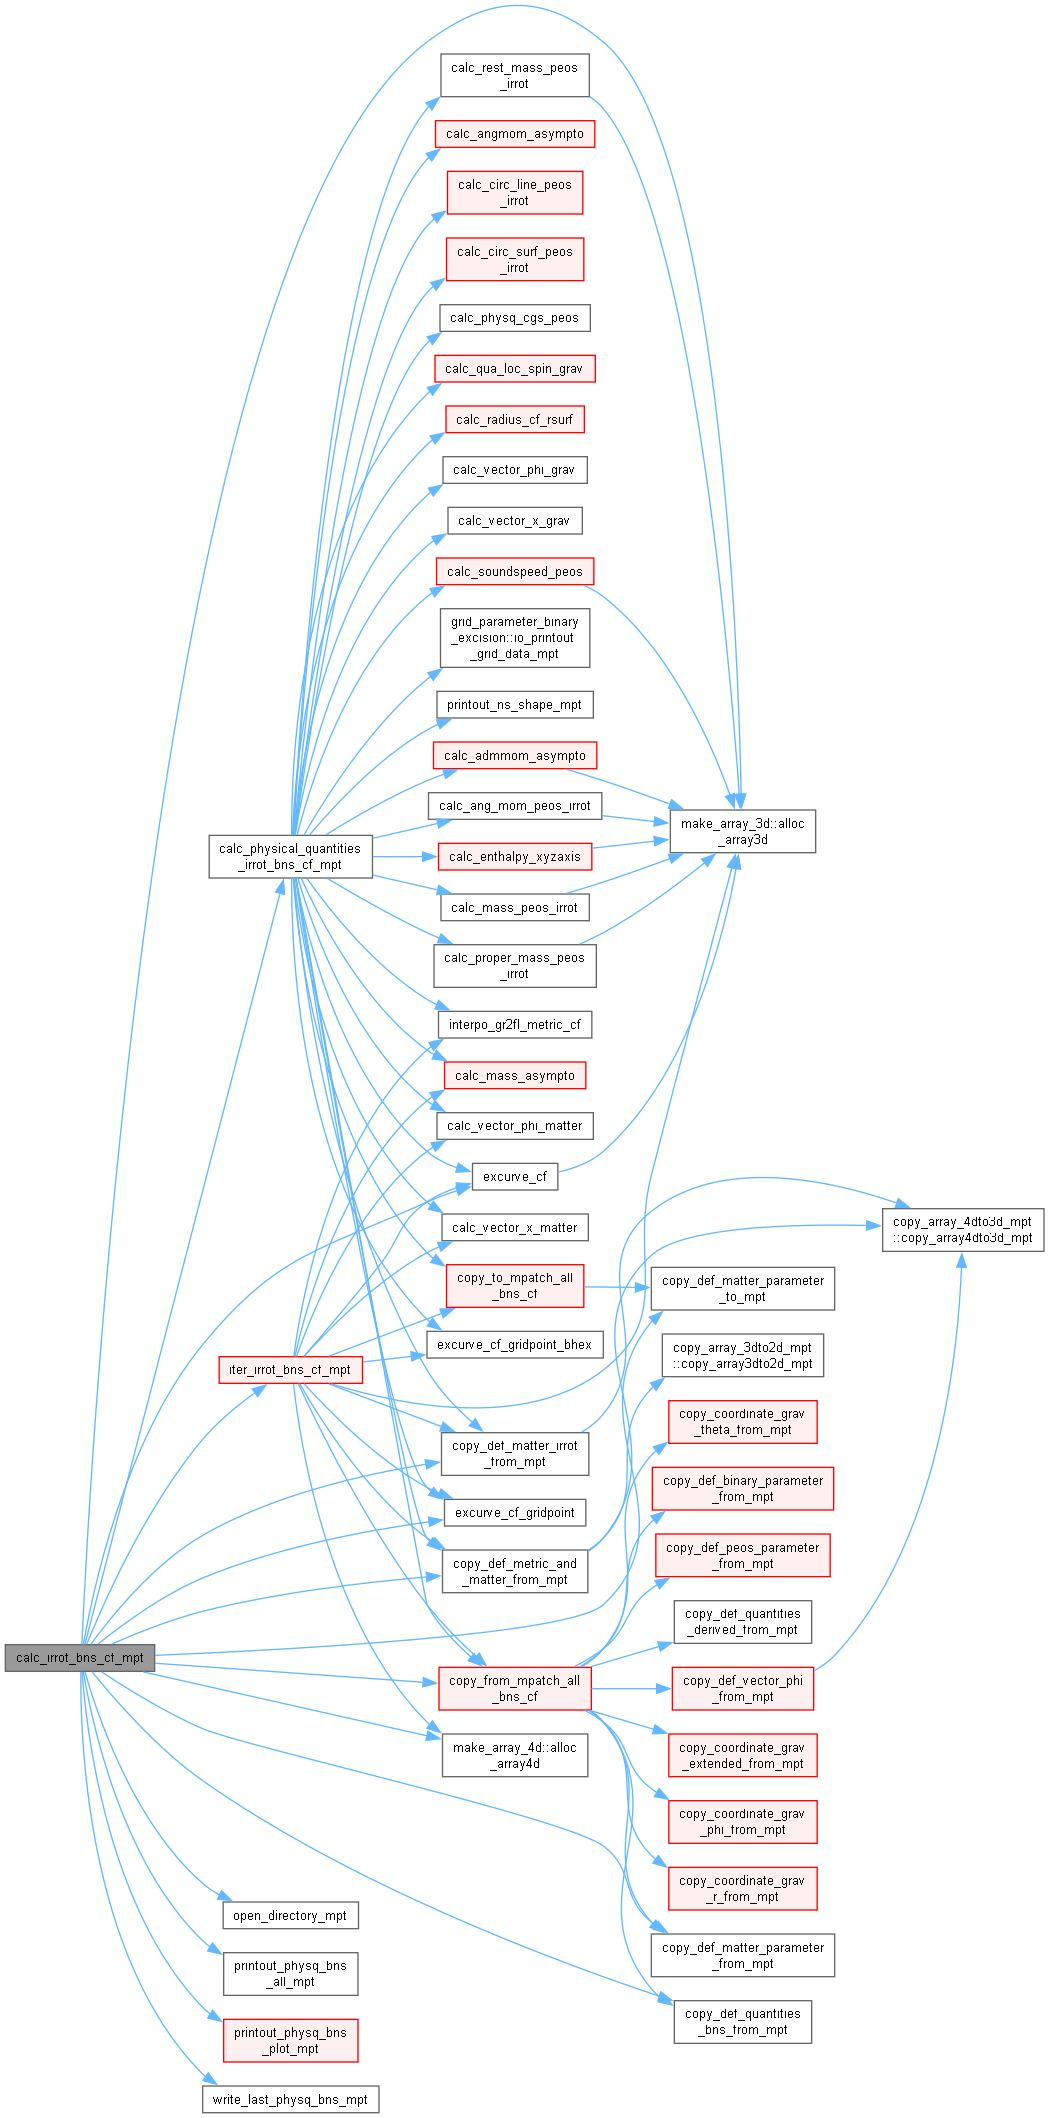 calc_rest_mass_peos
_irrot
calc_angmom_asympto
calc_circ_line_peos
_irrot
calc_circ_surf_peos
_irrot
calc_physq_cgs_peos
calc_qua_loc_spin_grav
calc_radius_cf_rsurf
calc_vector_phi_grav
calc_vector_x_grav
calc_soundspeed_peos
grid_parameter_binary
_excision::io_printout
_grid_data_mpt
printout_ns_shape_mpt
calc_admmom_asympto
calc_ang_mom_peos_irrot
make_array_3d::alloc
_array3d
calc_physical_quantities
_irrot_bns_cf_mpt
calc_enthalpy_xyzaxis
calc_mass_peos_irrot
calc_proper_mass_peos
_irrot
interpo_gr2fl_metric_cf
calc_mass_asympto
calc_vector_phi_matter
excurve_cf
calc_vector_x_matter
copy_array_4dto3d_mpt
::copy_array4dto3d_mpt
copy_to_mpatch_all
_bns_cf
copy_def_matter_parameter
_to_mpt
excurve_cf_gridpoint_bhex
copy_array_3dto2d_mpt
::copy_array3dto2d_mpt
iter_irrot_bns_cf_mpt
copy_coordinate_grav
_theta_from_mpt
copy_def_matter_irrot
_from_mpt
copy_def_binary_parameter
_from_mpt
excurve_cf_gridpoint
copy_def_peos_parameter
_from_mpt
copy_def_metric_and
_matter_from_mpt
copy_def_quantities
_derived_from_mpt
calc_irrot_bns_cf_mpt
copy_from_mpatch_all
_bns_cf
copy_def_vector_phi
_from_mpt
make_array_4d::alloc
_array4d
copy_coordinate_grav
_extended_from_mpt
copy_coordinate_grav
_phi_from_mpt
copy_coordinate_grav
_r_from_mpt
open_directory_mpt
copy_def_matter_parameter
_from_mpt
printout_physq_bns
_all_mpt
copy_def_quantities
_bns_from_mpt
printout_physq_bns
_plot_mpt
write_last_physq_bns_mpt